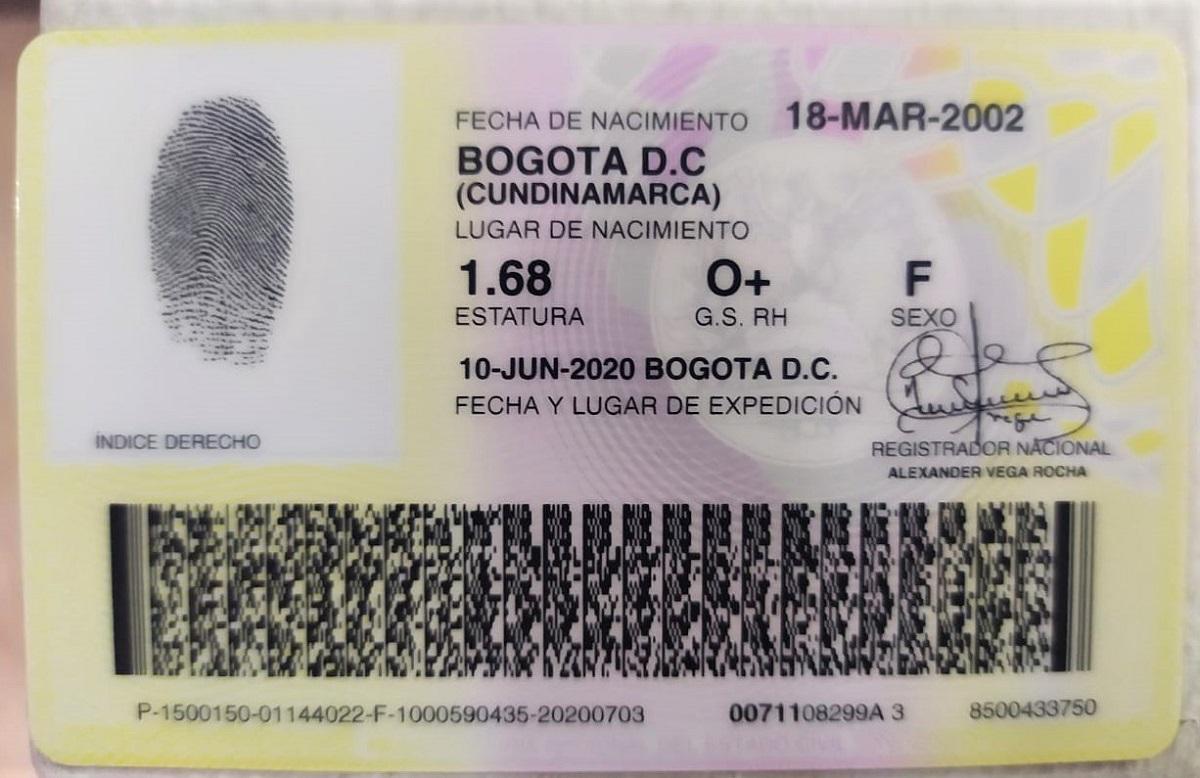 FECHA DE NACIMIENTO 18-MAR-2002
BOGOTA D.C
(CUNDINAMARCA)
LUGAR DE NACIMIENTO
1.68 O+ F
ESTATURA G.S. RH SEXO
10-JUN-2020 BOGOTA D.C.
FECHA Y LUGAR DE EXPEDICIÓN
ÍNDICE DERECHO
REGISTRADOR NACIONAL
ALEXANDER VEGA ROCHA
P-1500150-01144022-F-1000590435-20200703 0071108299A 3 8500433750